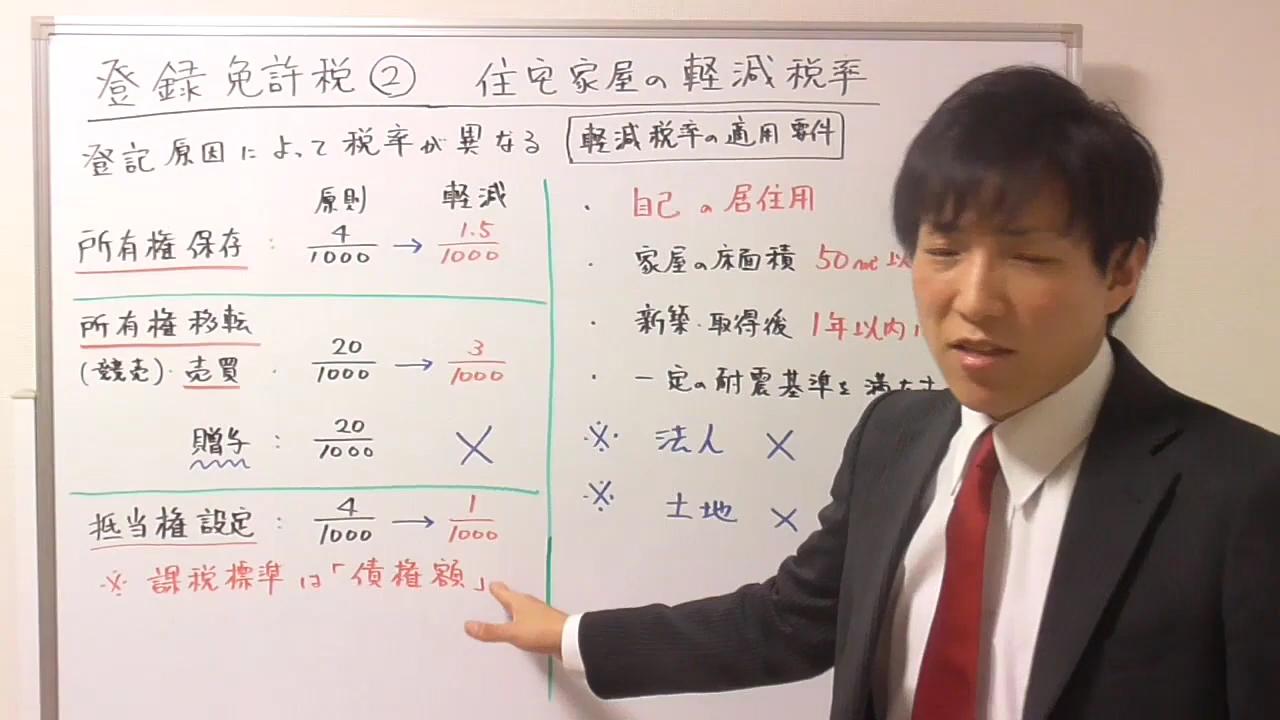 登録免許税② 住宅家屋の軽減税率
登記原因によって税率が異なる
原則 軽減
所有権保存 : 4/1000 → 1.5/1000
所有権移転
(競売)・売買 ・ 20/1000 → 3/1000
贈与 : 20/1000 ×
抵当権設定 : 4/1000 → 1/1000
※ 課税標準は「債権額」
軽減税率の適用要件
・ 自己の居住用
・ 家屋の床面積 50㎡以
・ 新築・取得後 1年以内
・ 一定の耐震基準を満たす
※ 法人 ×
※ 土地 ×